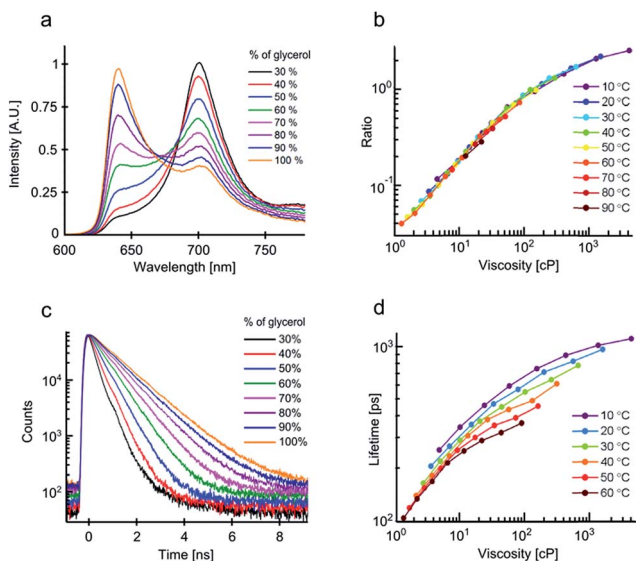 a
% of glycerol
30 %
40 %
50 %
60 %
70 %
80 %
90 %
100 %
1
0.75
0.5
0.25
0
600
650
700
750
Intensity [A.U.]
Wavelength [nm]
b
10⁰
10⁻¹
10⁰
10¹
10²
10³
Ratio
Viscosity [cP]
10 °C
20 °C
30 °C
40 °C
50 °C
60 °C
70 °C
80 °C
90 °C
c
% of glycerol
30%
40%
50%
60%
70%
80%
90%
100%
10⁴
10³
10²
0
2
4
6
8
Counts
Time [ns]
d
10³
10²
10⁰
10¹
10²
10³
Lifetime [ps]
Viscosity [cP]
10 °C
20 °C
30 °C
40 °C
50 °C
60 °C